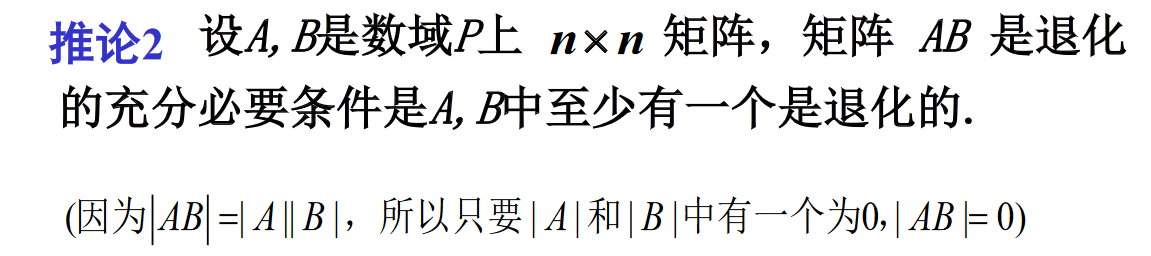 推论2 设A,B是数域P上 n×n 矩阵，矩阵 AB 是退化
的充分必要条件是A,B中至少有一个是退化的.
(因为|AB|=|A||B|，所以只要|A|和|B|中有一个为0,|AB|=0)